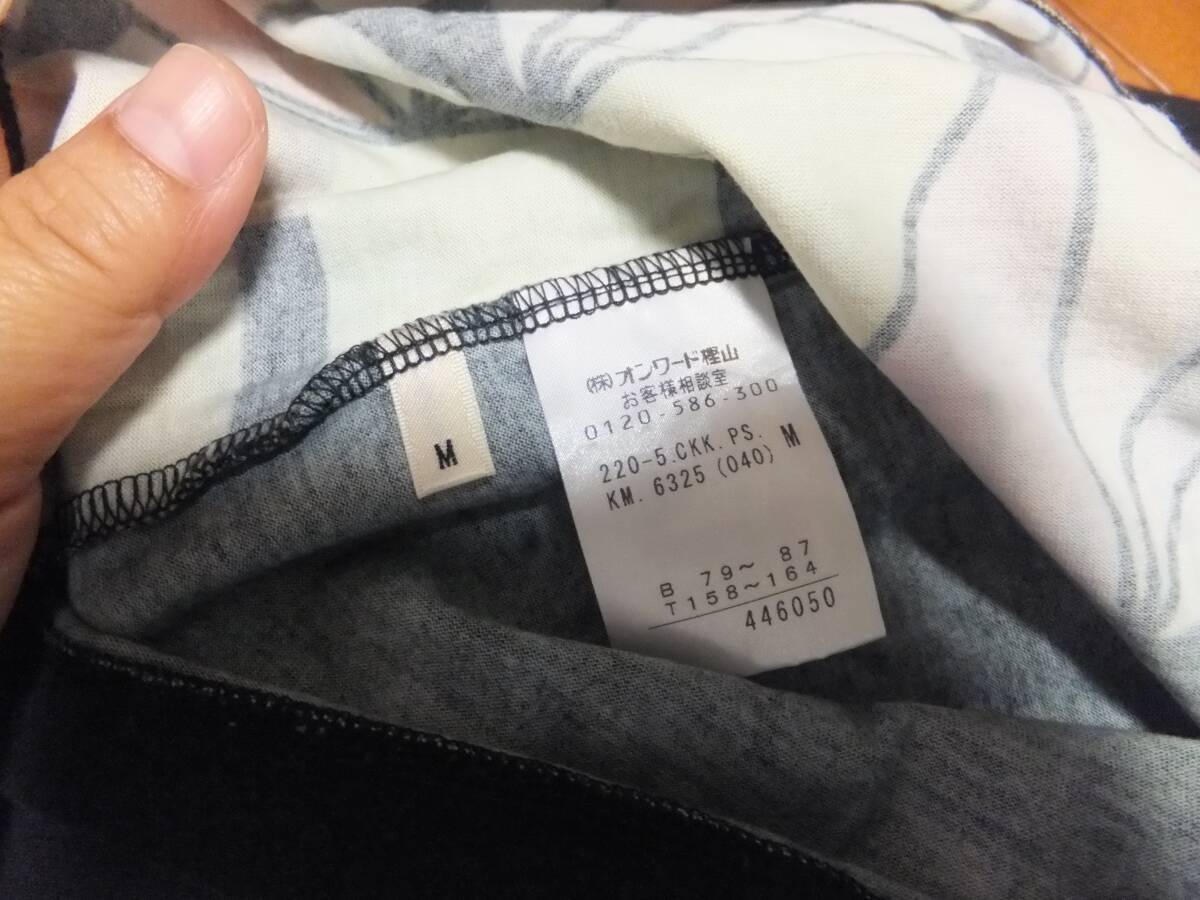 M
(株)オンワード樫山
お客様相談室
0120-586-300
220-5.CKK.PS.
KM. 6325 (040) M
B 79～ 87
T158～164
446050